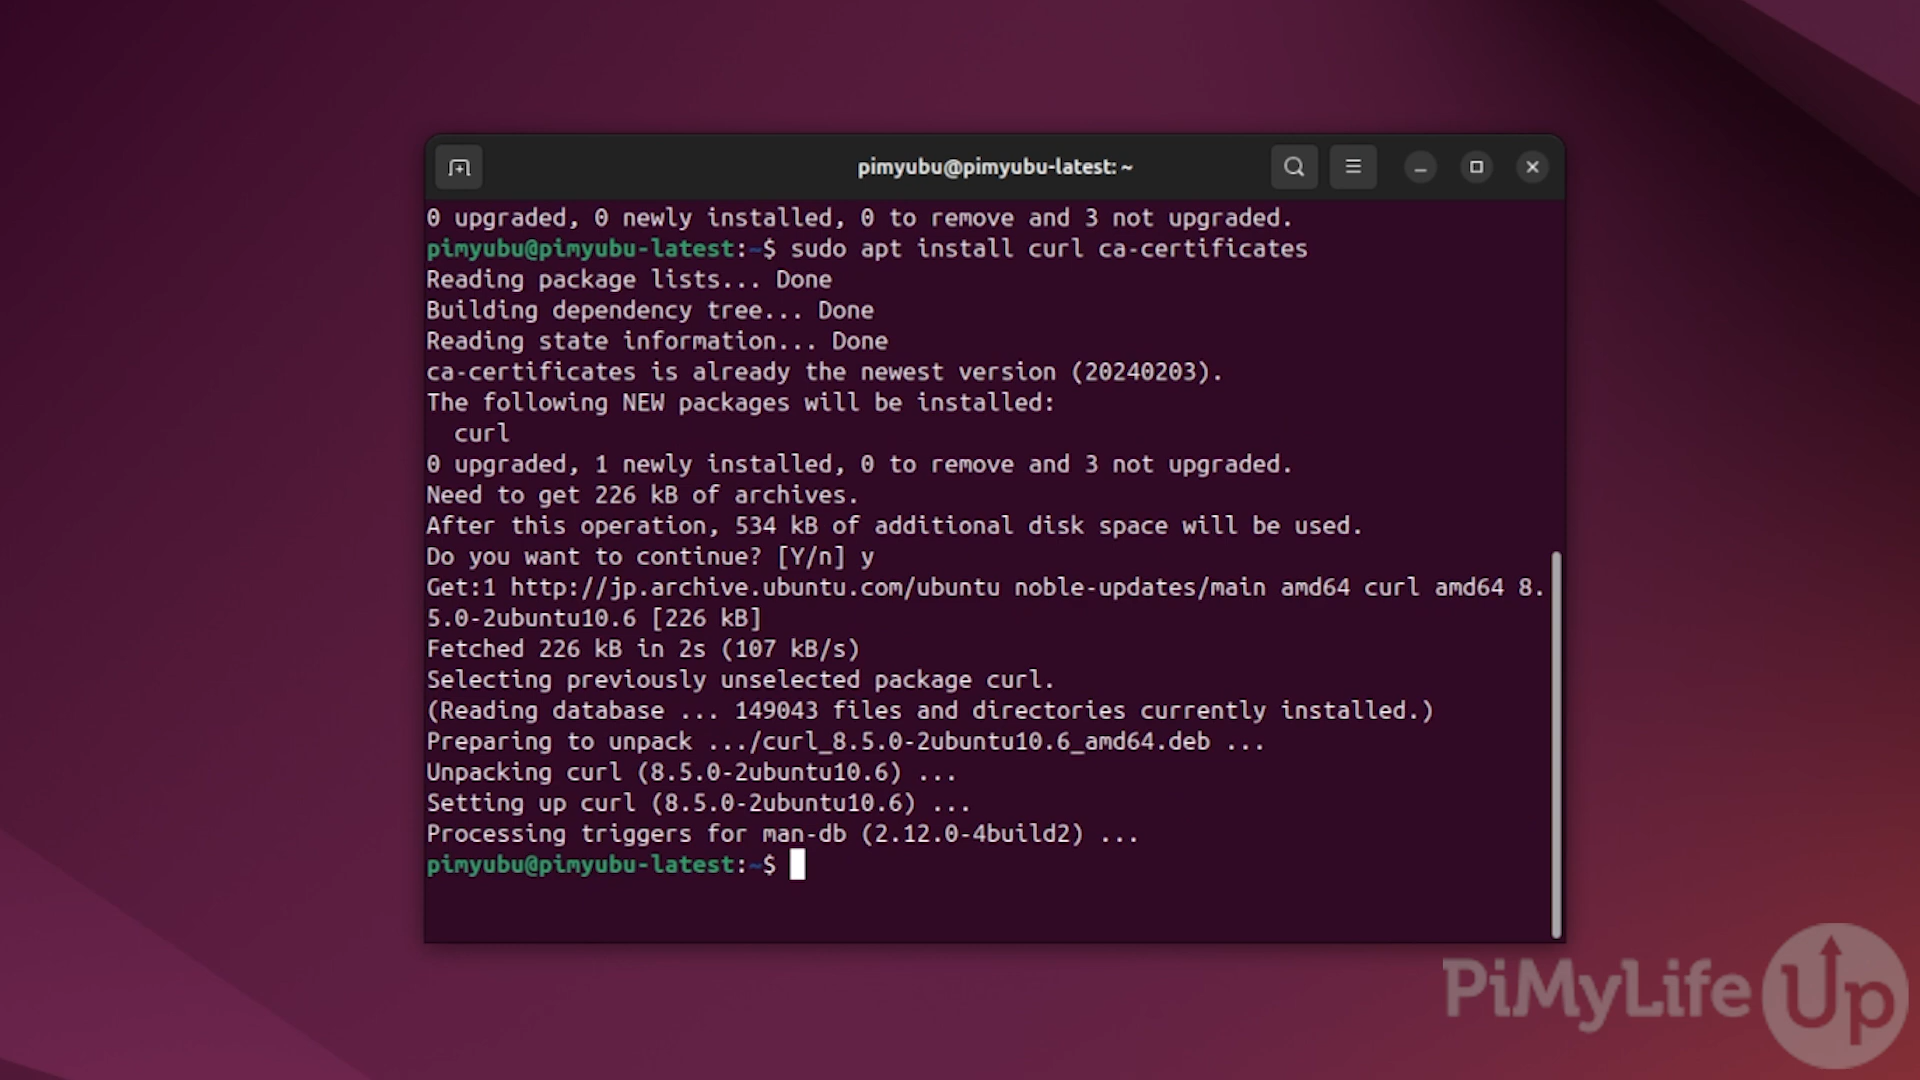 pimyubu@pimyubu-latest: ~
0 upgraded, 0 newly installed, 0 to remove and 3 not upgraded.
pimyubu@pimyubu-latest:~$ sudo apt install curl ca-certificates
Reading package lists... Done
Building dependency tree... Done
Reading state information... Done
ca-certificates is already the newest version (20240203).
The following NEW packages will be installed:
  curl
0 upgraded, 1 newly installed, 0 to remove and 3 not upgraded.
Need to get 226 kB of archives.
After this operation, 534 kB of additional disk space will be used.
Do you want to continue? [Y/n] y
Get:1 http://jp.archive.ubuntu.com/ubuntu noble-updates/main amd64 curl amd64 8.
5.0-2ubuntu10.6 [226 kB]
Fetched 226 kB in 2s (107 kB/s)
Selecting previously unselected package curl.
(Reading database ... 149043 files and directories currently installed.)
Preparing to unpack .../curl_8.5.0-2ubuntu10.6_amd64.deb ...
Unpacking curl (8.5.0-2ubuntu10.6) ...
Setting up curl (8.5.0-2ubuntu10.6) ...
Processing triggers for man-db (2.12.0-4build2) ...
pimyubu@pimyubu-latest:~$
PiMyLifeUp